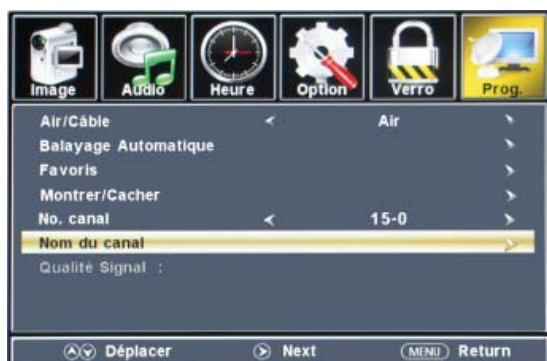 Image Audio Heure Option Verro Prog.
Air/Câble Air
Balayage Automatique
Favoris
Montrer/Cacher
No. canal 15-0
Nom du canal
Qualité Signal :
Déplacer Next MENU Return